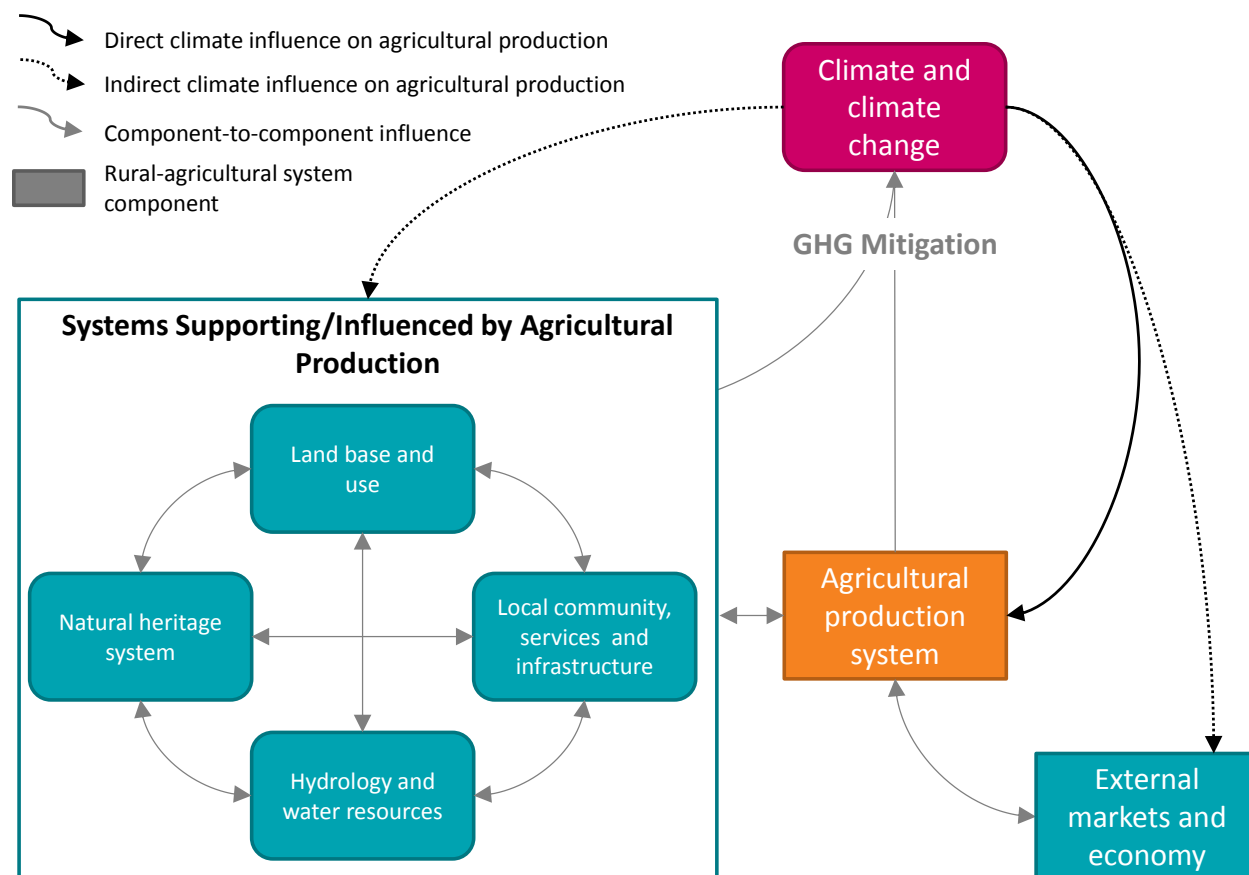 Direct climate influence on agricultural production
Indirect climate influence on agricultural production
Component-to-component influence
Rural-agricultural system
component
Climate and
climate
change
GHG Mitigation
Systems Supporting/Influenced by Agricultural
Production
Land base and
use
Natural heritage
system
Local community,
services and
infrastructure
Hydrology and
water resources
Agricultural
production
system
External
markets and
economy